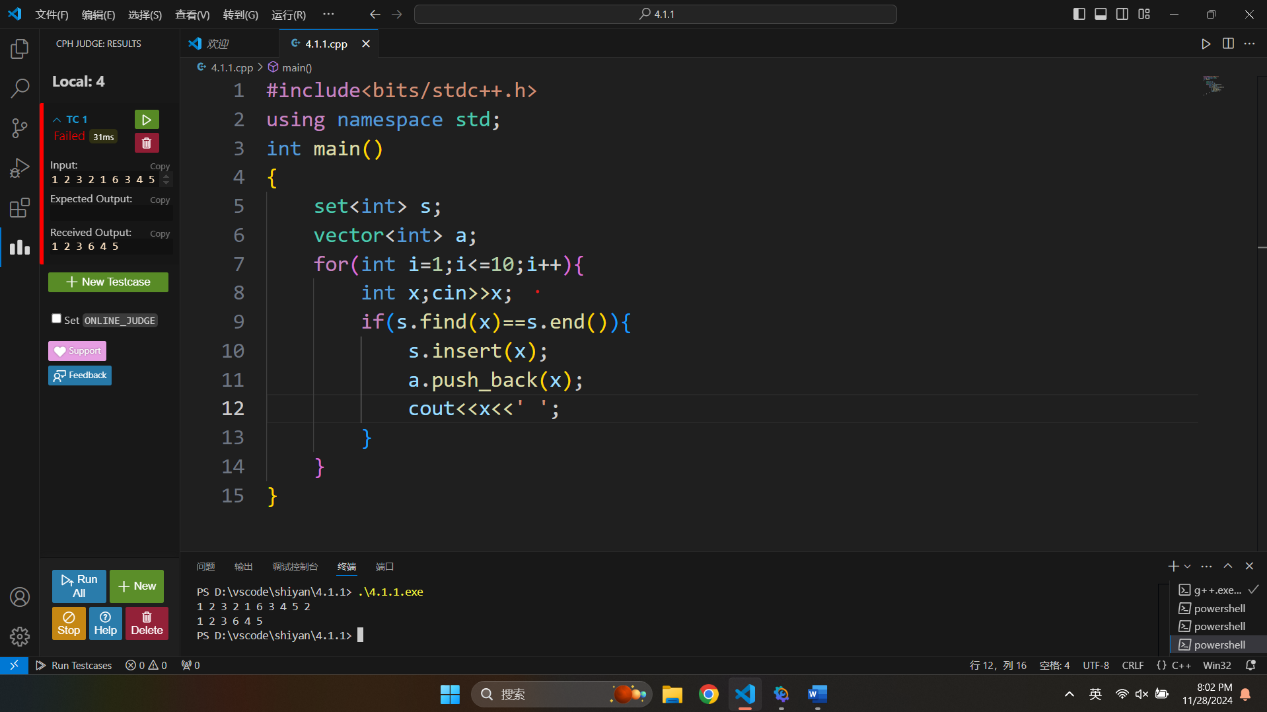 文件(F) 编辑(E) 选择(S) 查看(V) 转到(G) 运行(R) ··· 4.1.1
CPH JUDGE: RESULTS
欢迎 4.1.1.cpp
4.1.1.cpp > main()
Local: 4
TC 1
Failed 31ms
Input: Copy
1 2 3 2 1 6 3 4 5
Expected Output: Copy
Received Output: Copy
1 2 3 6 4 5
New Testcase
Set ONLINE_JUDGE
Support
Feedback
Run All
New
Stop
Help
Delete
1 #include<bits/stdc++.h>
2 using namespace std;
3 int main()
4 {
5 set<int> s;
6 vector<int> a;
7 for(int i=1;i<=10;i++){
8 int x;cin>>x;
9 if(s.find(x)==s.end()){
10 s.insert(x);
11 a.push_back(x);
12 cout<<x<<' ';
13 }
14 }
15 }
问题 输出 调试控制台 终端 端口
PS D:\vscode\shiyan\4.1.1> .\4.1.1.exe
1 2 3 2 1 6 3 4 5 2
1 2 3 6 4 5
PS D:\vscode\shiyan\4.1.1>
g++.exe...
powershell
powershell
powershell
Run Testcases 0 0 0 行 12，列 16 空格: 4 UTF-8 CRLF {} C++ Win32
搜索
英
8:02 PM
11/28/2024